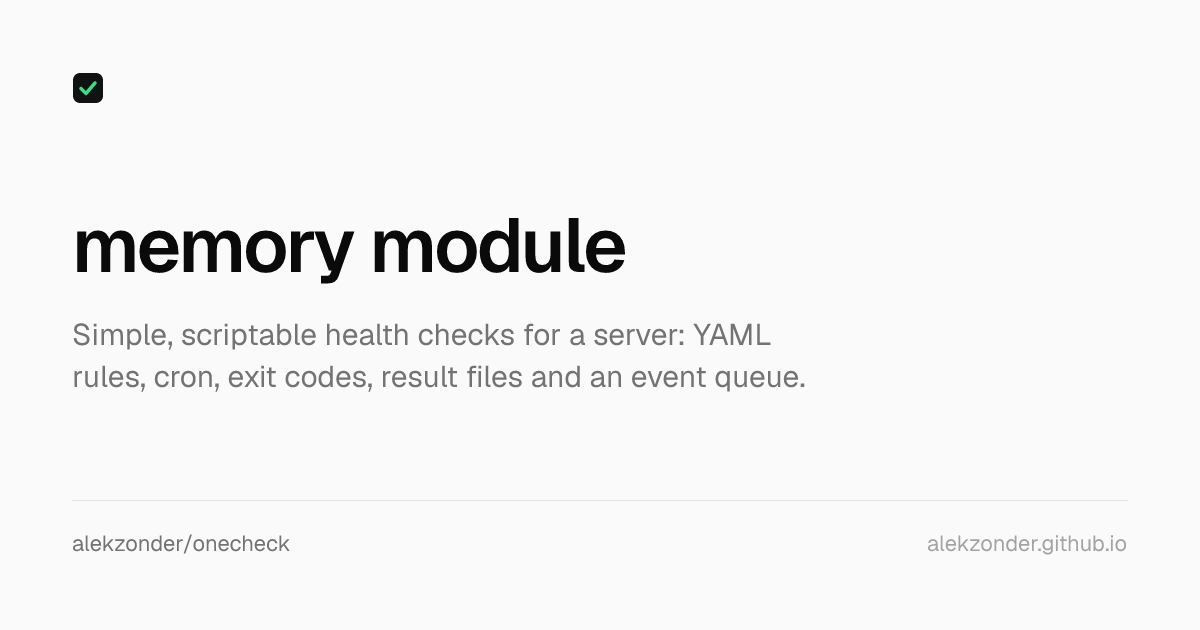 memory module
Simple, scriptable health checks for a server: YAML
rules, cron, exit codes, result files and an event queue.
alekzonder/onecheck
alekzonder.github.io